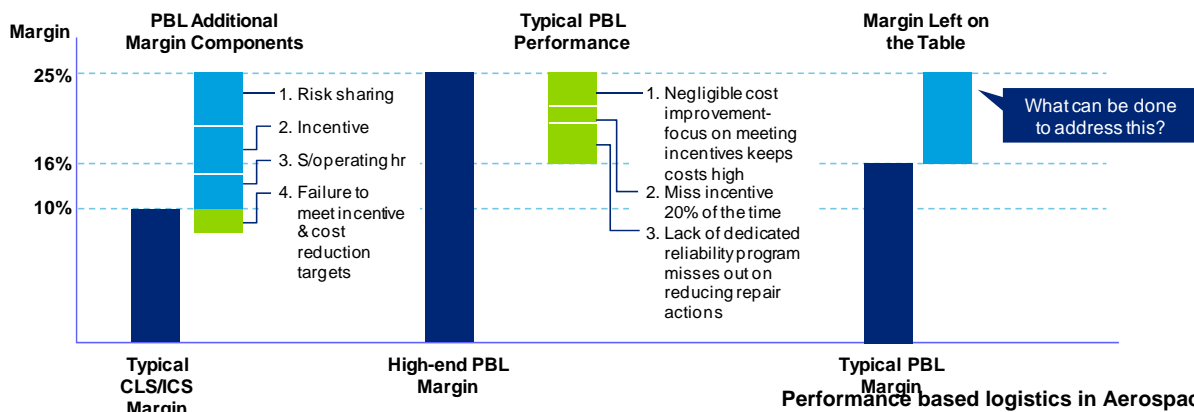 PBL Additional
Margin Components
Typical PBL
Performance
Margin Left on
the Table
Margin
25%
16%
10%
1. Risk sharing
2. Incentive
3. S/operating hr
4. Failure to
meet incentive
& cost
reduction
targets
1. Negligible cost
improvement-
focus on meeting
incentives keeps
costs high
2. Miss incentive
20% of the time
3. Lack of dedicated
reliability program
misses out on
reducing repair
actions
What can be done
to address this?
Typical
CLS/ICS
Margin
High-end PBL
Margin
Typical PBL
Margin
Performance based logistics in Aerospac